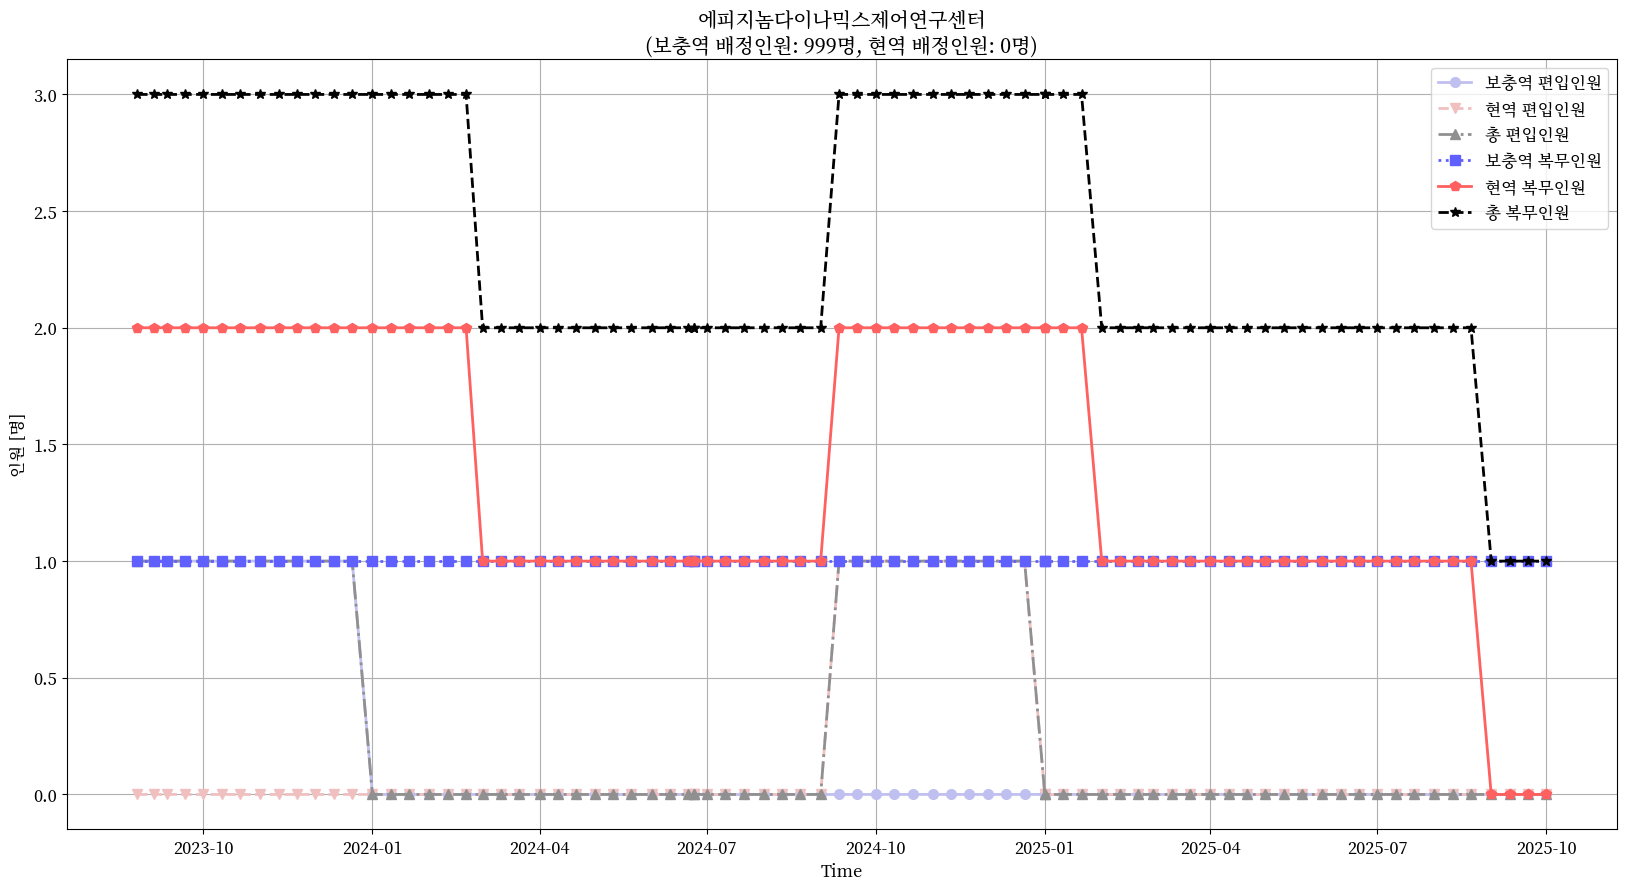 에피지놈다이나믹스제어연구센터
(보충역 배정인원: 999명, 현역 배정인원: 0명)
보충역 편입인원
현역 편입인원
총 편입인원
보충역 복무인원
현역 복무인원
총 복무인원
인원 [명]
3.0
2.5
2.0
1.5
1.0
0.5
0.0
2023-10
2024-01
2024-04
2024-07
2024-10
2025-01
2025-04
2025-07
2025-10
Time